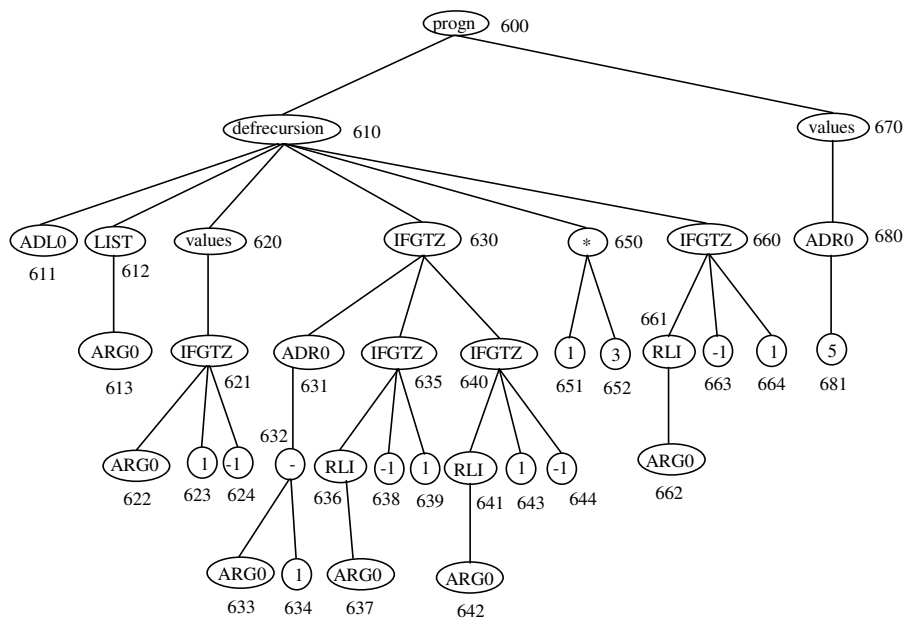 progn 600
defrecursion 610
values 670
ADL0 LIST values 620 IFGTZ 630 * 650 IFGTZ 660 ADR0 680
611 612
661
ARG0 IFGTZ ADR0 IFGTZ IFGTZ 1 3 RLI -1 1 5
613 621 631 635 640 651 652 663 664 681
632
ARG0 1 -1 - RLI -1 1 RLI 1 -1 ARG0
622 623 624 636 638 639 641 643 644 662
ARG0 1 ARG0 ARG0
633 634 637 642